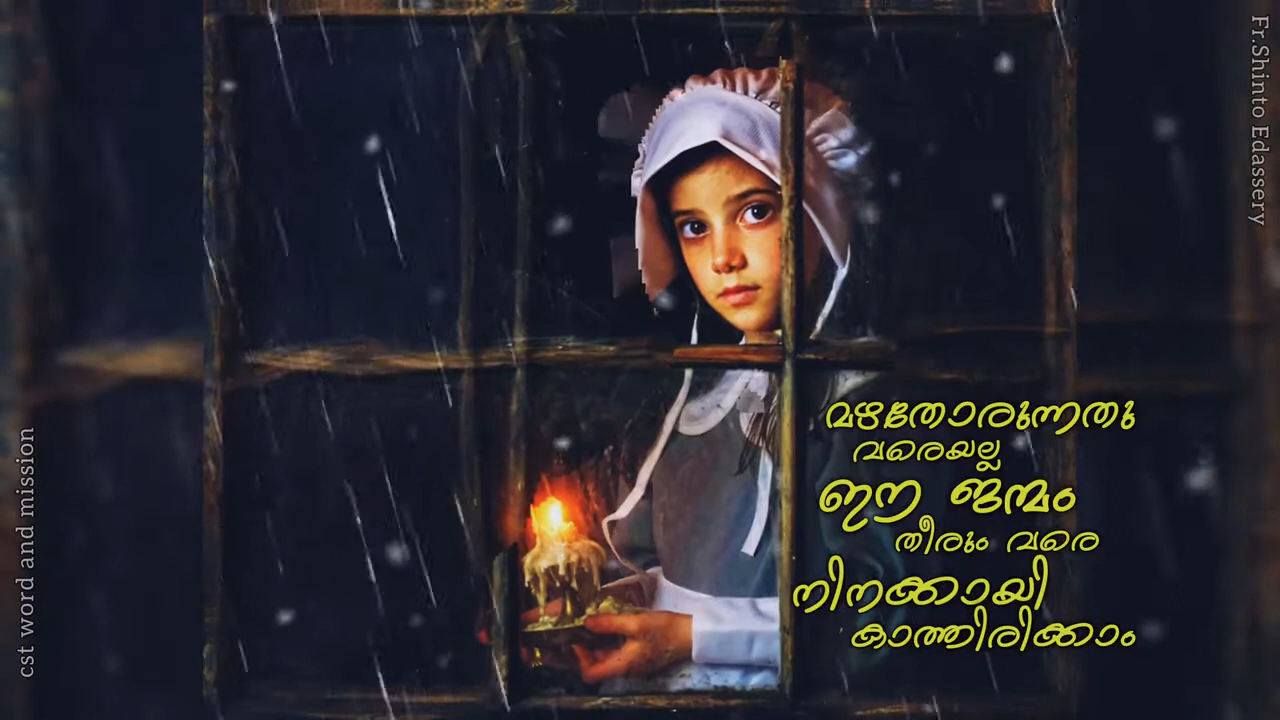 മഴതോരുന്നതു
വരെയല്ല
ഈ ജന്മം
തീരും വരെ
നിനക്കായി
കാത്തിരിക്കാം
cst word and mission
Fr.Shinto Edassery